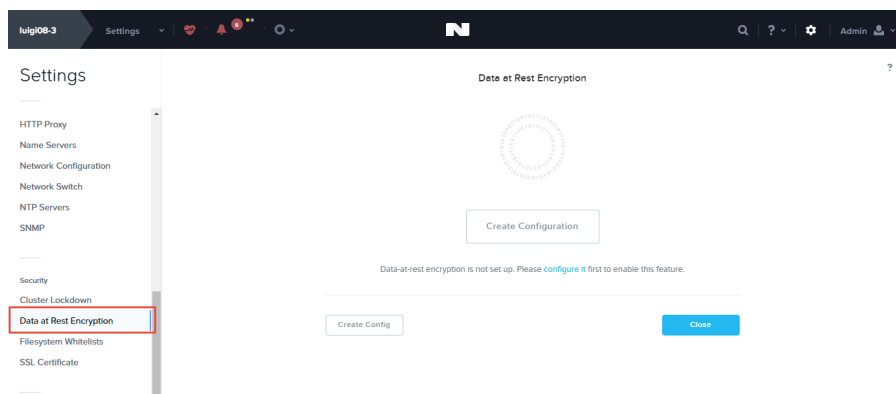 luigi08-3 Settings 6 ? Admin
Settings
HTTP Proxy
Name Servers
Network Configuration
Network Switch
NTP Servers
SNMP
Security
Cluster Lockdown
Data at Rest Encryption
Filesystem Whitelists
SSL Certificate
Data at Rest Encryption
?
Create Configuration
Data-at-rest encryption is not set up. Please configure it first to enable this feature.
Create Config
Close